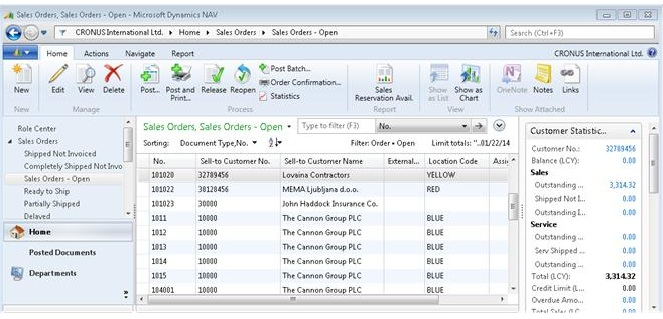 Sales Orders, Sales Orders - Open - Microsoft Dynamics NAV
CRONUS International Ltd. Home Sales Orders Sales Orders - Open Search (Ctrl+F3)
Home Actions Navigate Report CRONUS International Ltd.
New Edit View Delete Post... Post and Print... Release Reopen Post Batch... Order Confirmation... Statistics Sales Reservation Avail. Show as List Show as Chart OneNote Notes Links
New Manage Process Report View Show Attached
Role Center
Sales Orders
Shipped Not Invoiced
Completely Shipped Not Invo
Sales Orders - Open
Ready to Ship
Partially Shipped
Delayed
Home
Posted Documents
Departments
Sales Orders, Sales Orders - Open Type to filter (F3) No.
Sorting: Document Type,No. Filter: Order • Open Limit totals: "..01/22/14
No. Sell-to Customer No. Sell-to Customer Name External... Location Code Assi
101020 32789456 Lovaina Contractors YELLOW
101022 38128456 MEMA Ljubljana d.o.o. RED
101023 30000 John Haddock Insurance Co.
1011 10000 The Cannon Group PLC BLUE
1012 10000 The Cannon Group PLC BLUE
1013 10000 The Cannon Group PLC BLUE
1014 10000 The Cannon Group PLC BLUE
1015 10000 The Cannon Group PLC BLUE
104001 10000 The Cannon Group PLC BLUE
Customer Statistic...
Customer No.: 32789456
Balance (LCY): 0.00
Sales
Outstanding ... 3,314.32
Shipped Not I... 0.00
Outstanding I... 0.00
Service
Outstanding ... 0.00
Serv Shipped ... 0.00
Outstanding ... 0.00
Total (LCY): 3,314.32
Credit Limit (L... 0.00
Overdue Amo... 0.00
Total Sales (LC... 0.00